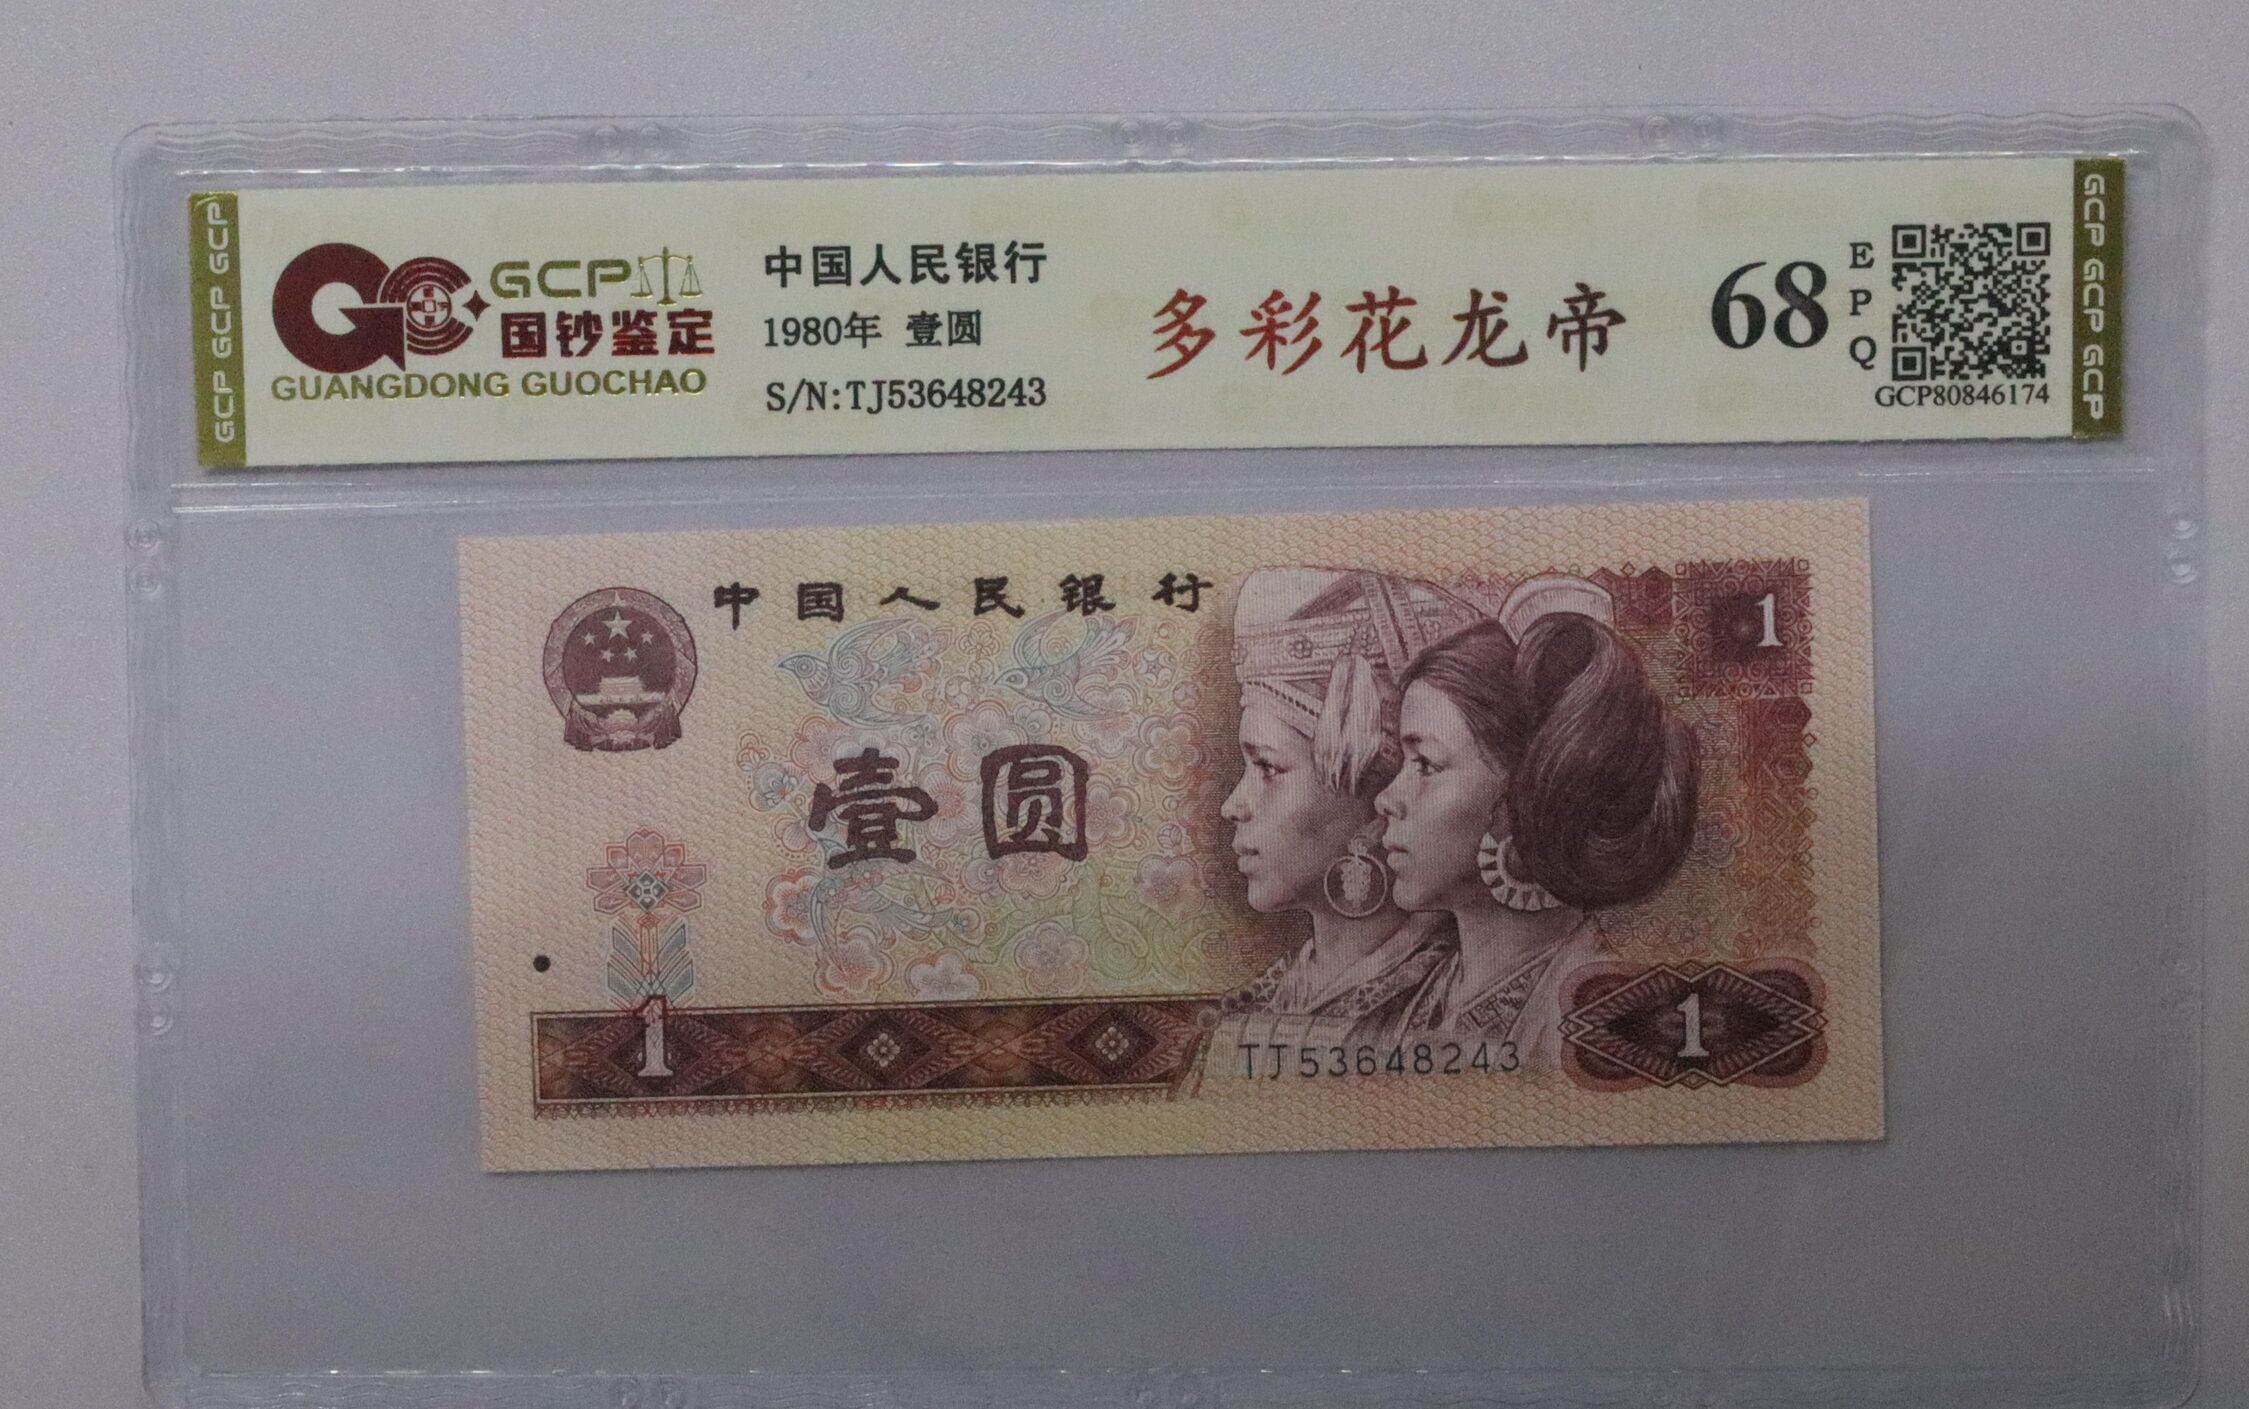 GCP GCP GCP
GCP
国钞鉴定
GUANGDONG GUOCHAO
中国人民银行
1980年 壹圆
S/N:TJ53648243
多彩花龙帝
68
EPQ
GCP80846174
GCP GCP GCP
中国人民银行
1
壹圆
1
TJ53648243
1